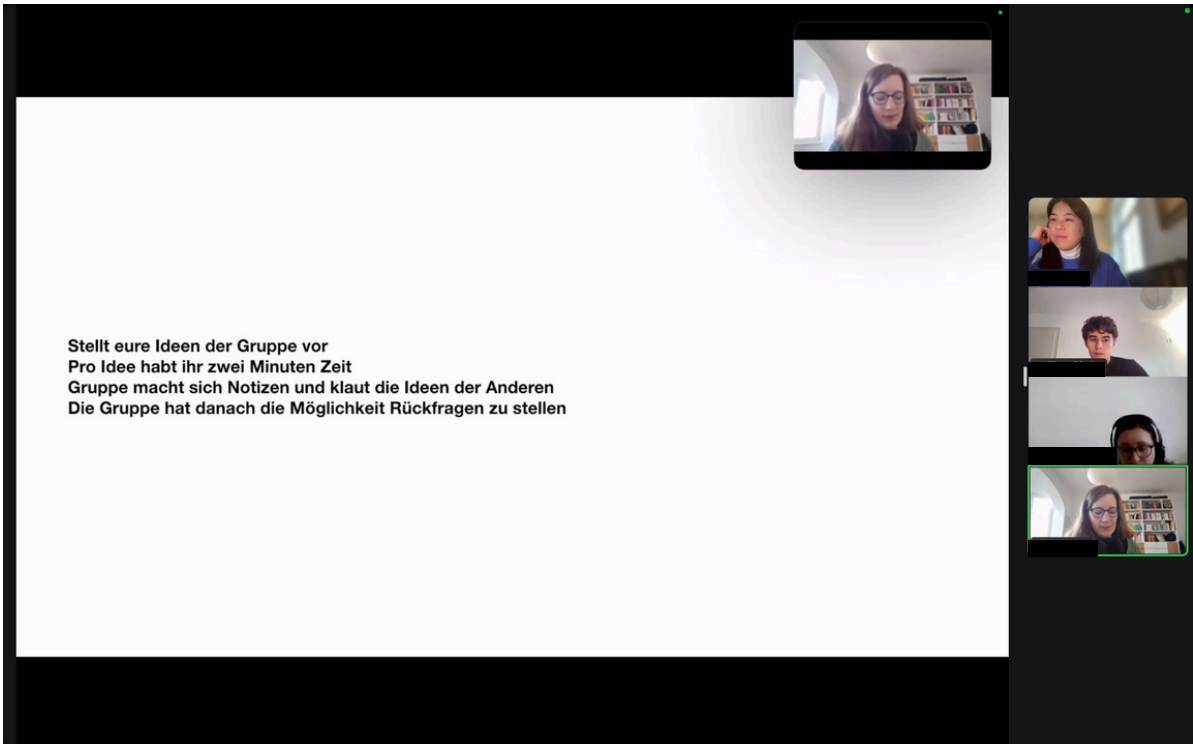 Stellt eure Ideen der Gruppe vor
Pro Idee habt ihr zwei Minuten Zeit
Gruppe macht sich Notizen und klaut die Ideen der Anderen
Die Gruppe hat danach die Möglichkeit Rückfragen zu stellen